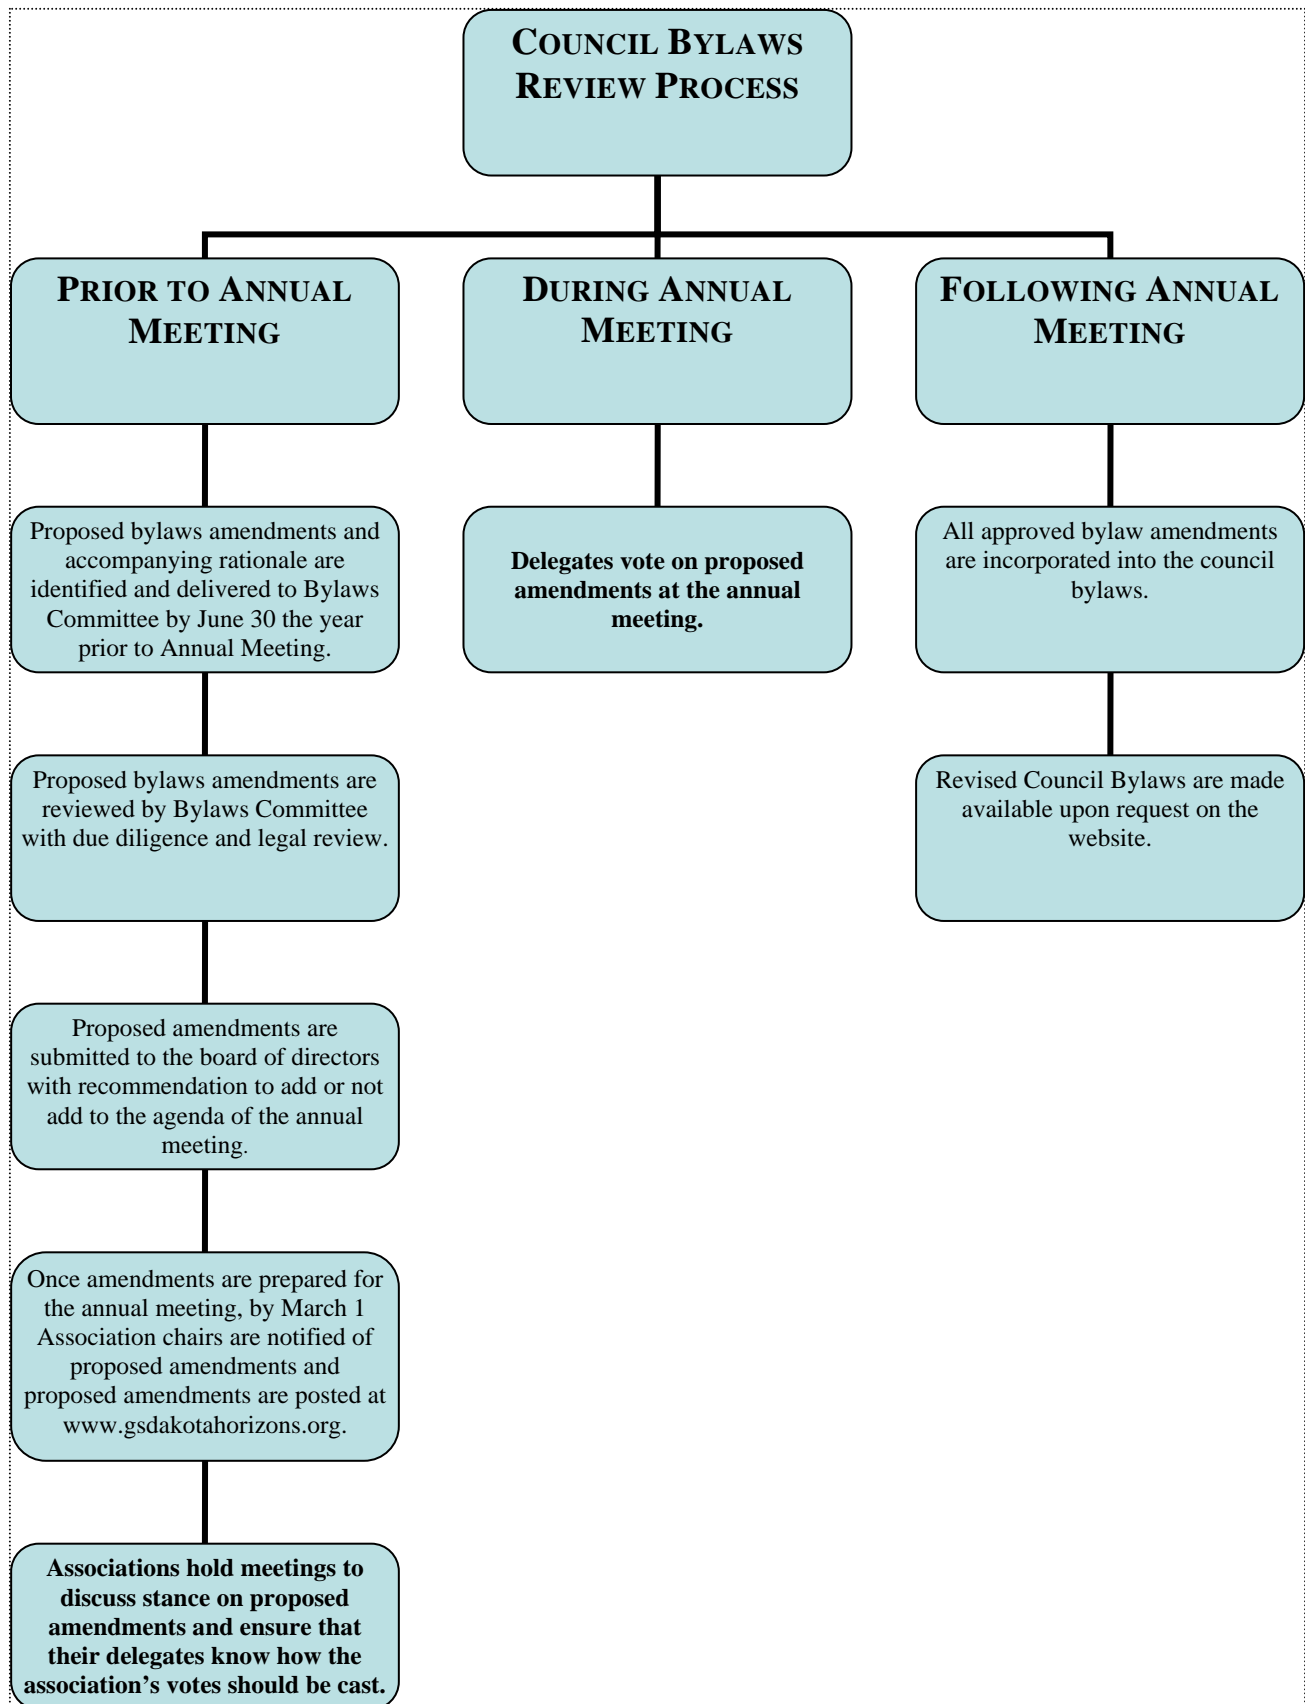 COUNCIL BYLAWS
REVIEW PROCESS
PRIOR TO ANNUAL
MEETING
Proposed bylaws amendments and
accompanying rationale are
identified and delivered to Bylaws
Committee by June 30 the year
prior to Annual Meeting.
Proposed bylaws amendments are
reviewed by Bylaws Committee
with due diligence and legal review.
Proposed amendments are
submitted to the board of directors
with recommendation to add or not
add to the agenda of the annual
meeting.
Once amendments are prepared for
the annual meeting, by March 1
Association chairs are notified of
proposed amendments and
proposed amendments are posted at
www.gsdakotahorizons.org.
Associations hold meetings to
discuss stance on proposed
amendments and ensure that
their delegates know how the
association’s votes should be cast.
DURING ANNUAL
MEETING
Delegates vote on proposed
amendments at the annual
meeting.
FOLLOWING ANNUAL
MEETING
All approved bylaw amendments
are incorporated into the council
bylaws.
Revised Council Bylaws are made
available upon request on the
website.